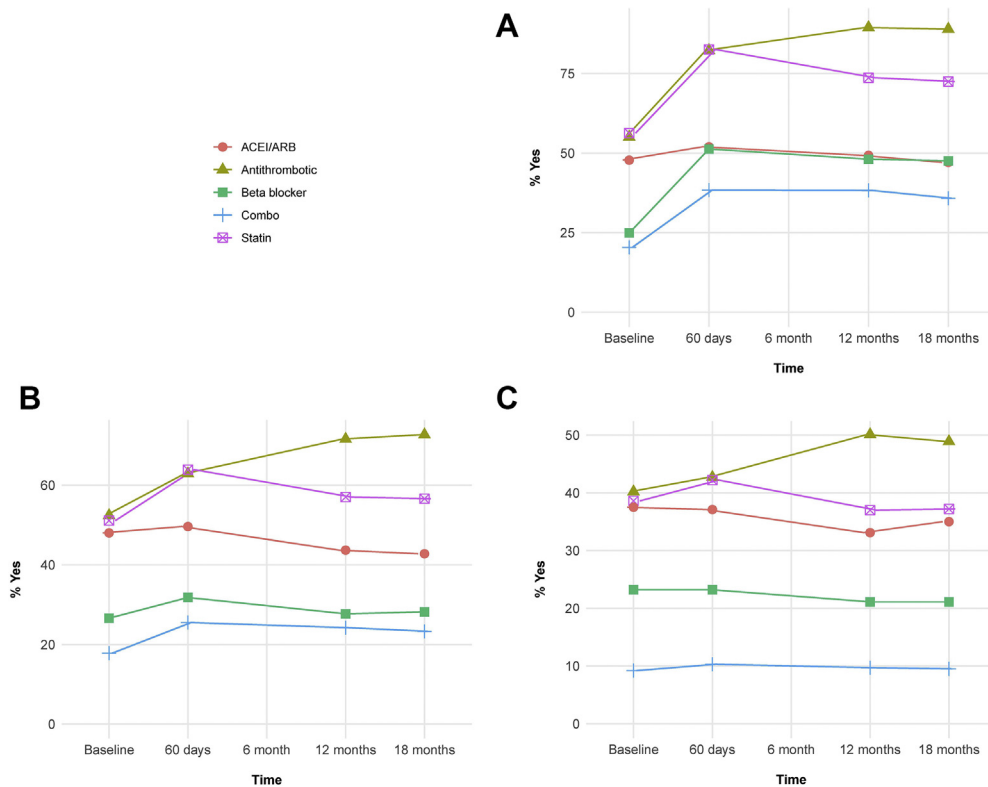 A
ACEI/ARB
Antithrombotic
Beta blocker
Combo
Statin
% Yes
75
50
25
0
Baseline 60 days 6 month 12 months 18 months
Time
B
% Yes
60
40
20
0
Baseline 60 days 6 month 12 months 18 months
Time
C
% Yes
50
40
30
20
10
0
Baseline 60 days 6 month 12 months 18 months
Time